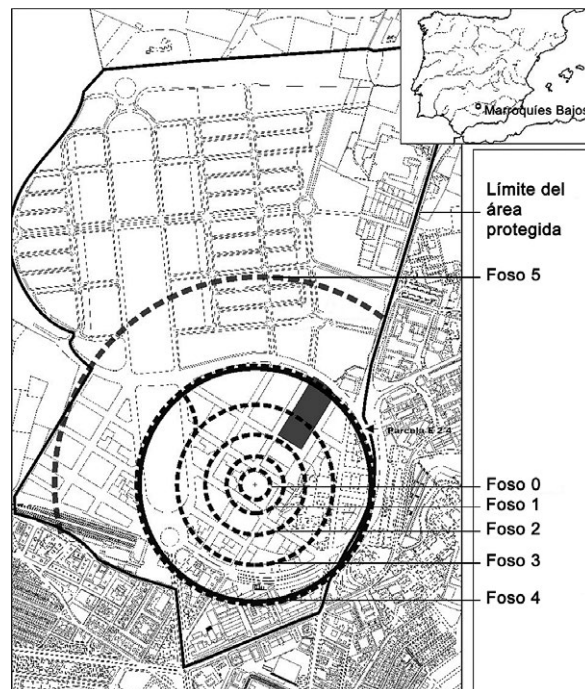 Marroquíes Bajos
Límite del
área
protegida
Foso 5
Parcela E 2-4
Foso 0
Foso 1
Foso 2
Foso 3
Foso 4